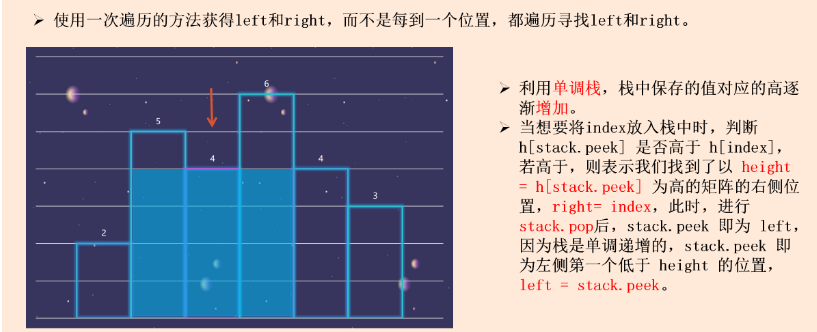 ➢ 使用一次遍历的方法获得left和right，而不是每到一个位置，都遍历寻找left和right。
6
5
4
4
3
2
➢ 利用单调栈，栈中保存的值对应的高逐
渐增加。
➢ 当想要将index放入栈中时，判断
h[stack.peek] 是否高于 h[index]，
若高于，则表示我们找到了以 height
= h[stack.peek] 为高的矩阵的右侧位
置，right= index，此时，进行
stack.pop后，stack.peek 即为 left，
因为栈是单调递增的，stack.peek 即
为左侧第一个低于 height 的位置，
left = stack.peek。